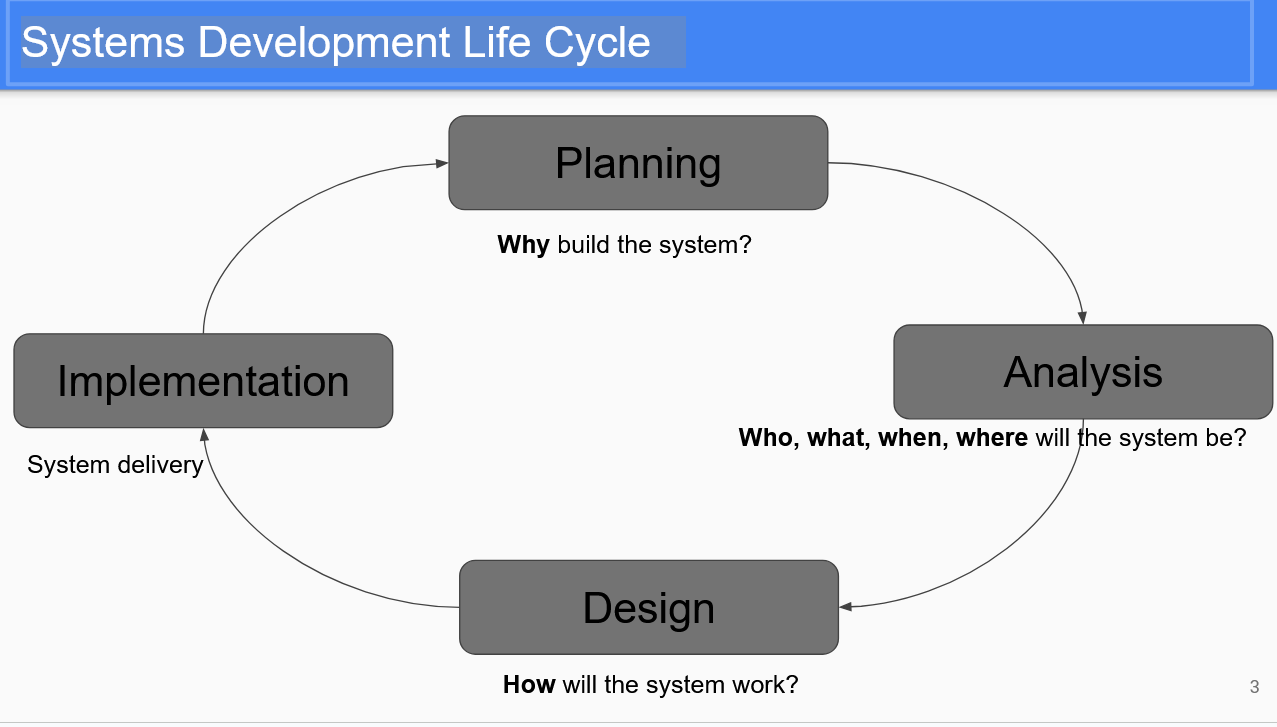 Systems Development Life Cycle
Planning
Why build the system?
Implementation
Analysis
Who, what, when, where will the system be?
System delivery
Design
How will the system work?
3